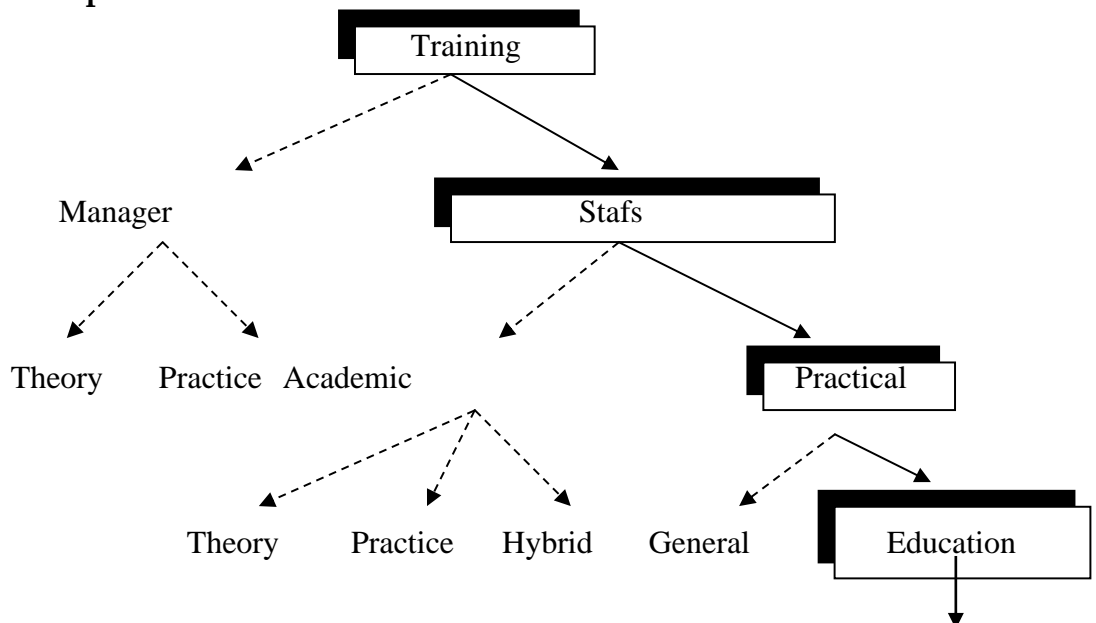 Training
Manager Stafs
Theory Practice Academic Practical
Theory Practice Hybrid General Education